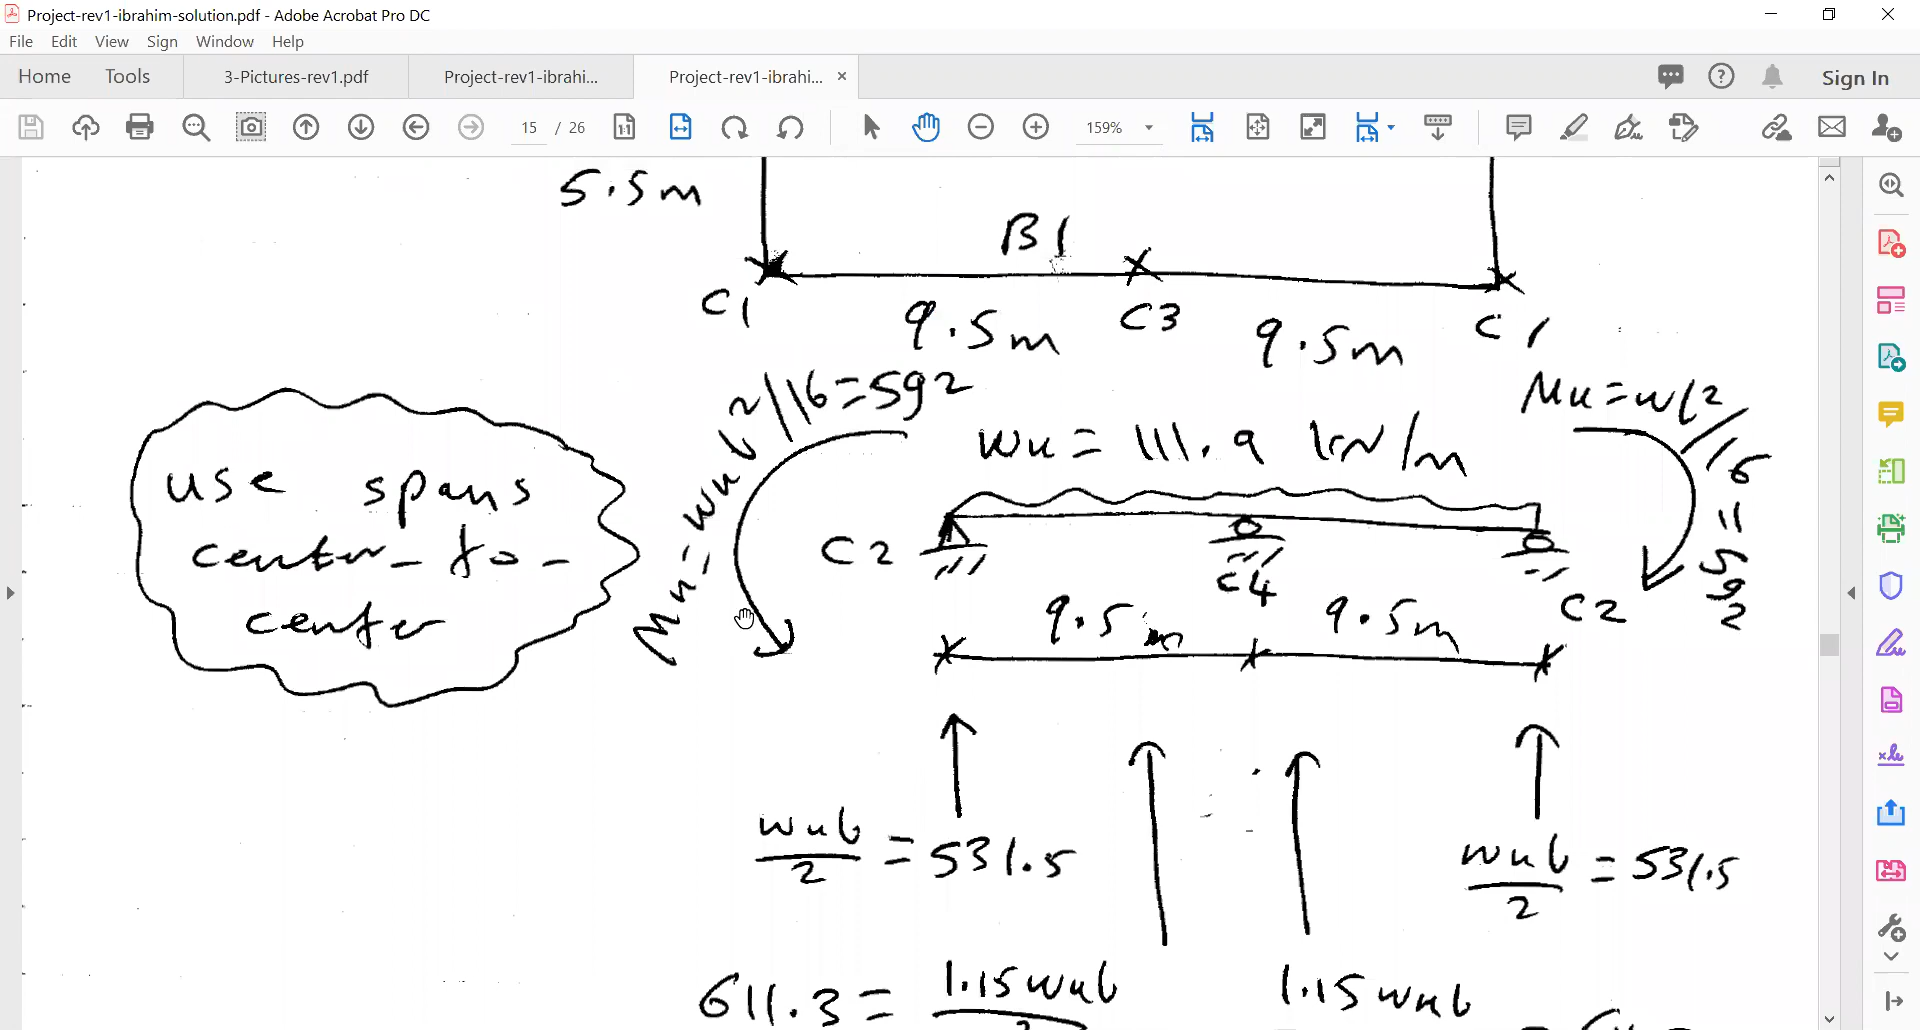 Project-rev1-ibrahim-solution.pdf - Adobe Acrobat Pro DC
File Edit View Sign Window Help
Home Tools 3-Pictures-rev1.pdf Project-rev1-ibrahi... Project-rev1-ibrahi... × Sign In
15 / 26 159%
5.5m
B1
C1 9.5m C3 9.5m C1
Mu=wul²/16=592
Mu=wl²/16=592
wu=111.9 kN/m
use spans
center-to-
center
C2 C4 C2
9.5m 9.5m
wul/2 = 531.5
wul/2 = 531.5
611.3 = 1.15wul
1.15wul